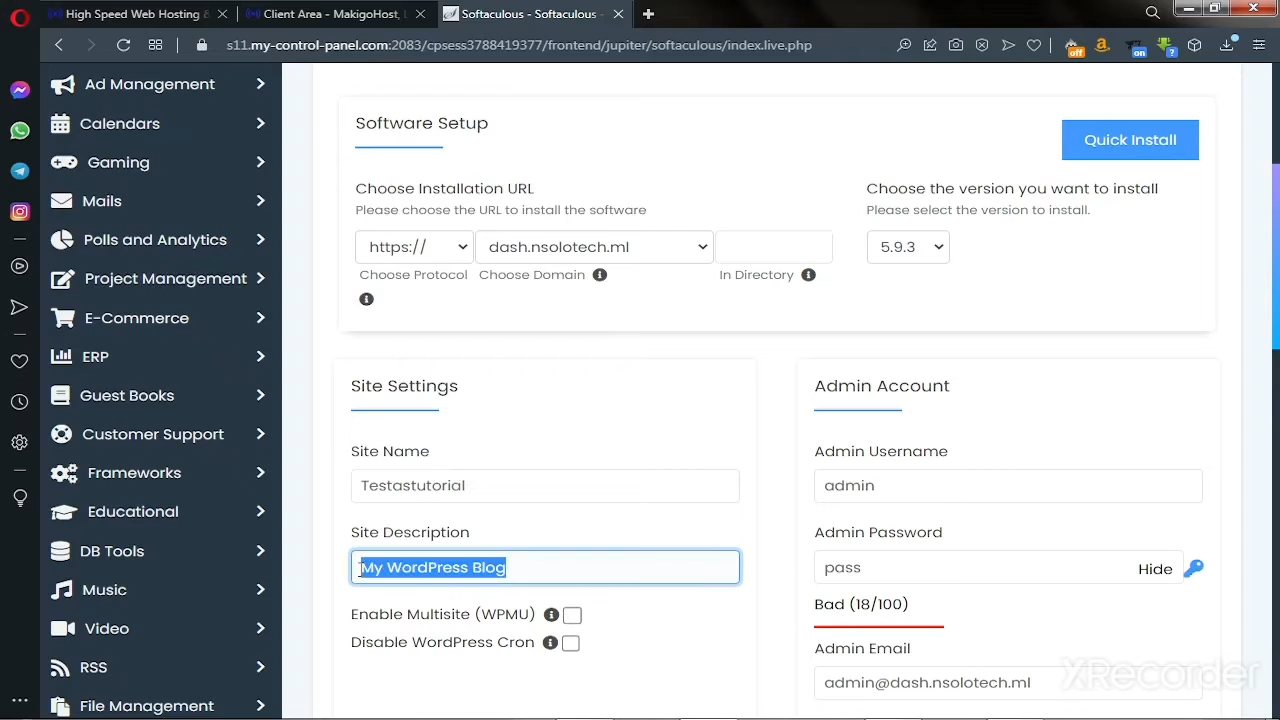 High Speed Web Hosting &
Client Area - MakigoHost, L
Softaculous - Softaculous -
s11.my-control-panel.com:2083/cpsess3788419377/frontend/jupiter/softaculous/index.live.php
off
on
?
Ad Management
Calendars
Gaming
Mails
Polls and Analytics
Project Management
E-Commerce
ERP
Guest Books
Customer Support
Frameworks
Educational
DB Tools
Music
Video
RSS
File Management
Software Setup
Quick Install
Choose Installation URL
Please choose the URL to install the software
https://
dash.nsolotech.ml
Choose Protocol
Choose Domain
In Directory
Choose the version you want to install
Please select the version to install.
5.9.3
Site Settings
Site Name
Testastutorial
Site Description
My WordPress Blog
Enable Multisite (WPMU)
Disable WordPress Cron
Admin Account
Admin Username
admin
Admin Password
pass
Hide
Bad (18/100)
Admin Email
admin@dash.nsolotech.ml
XRecorder